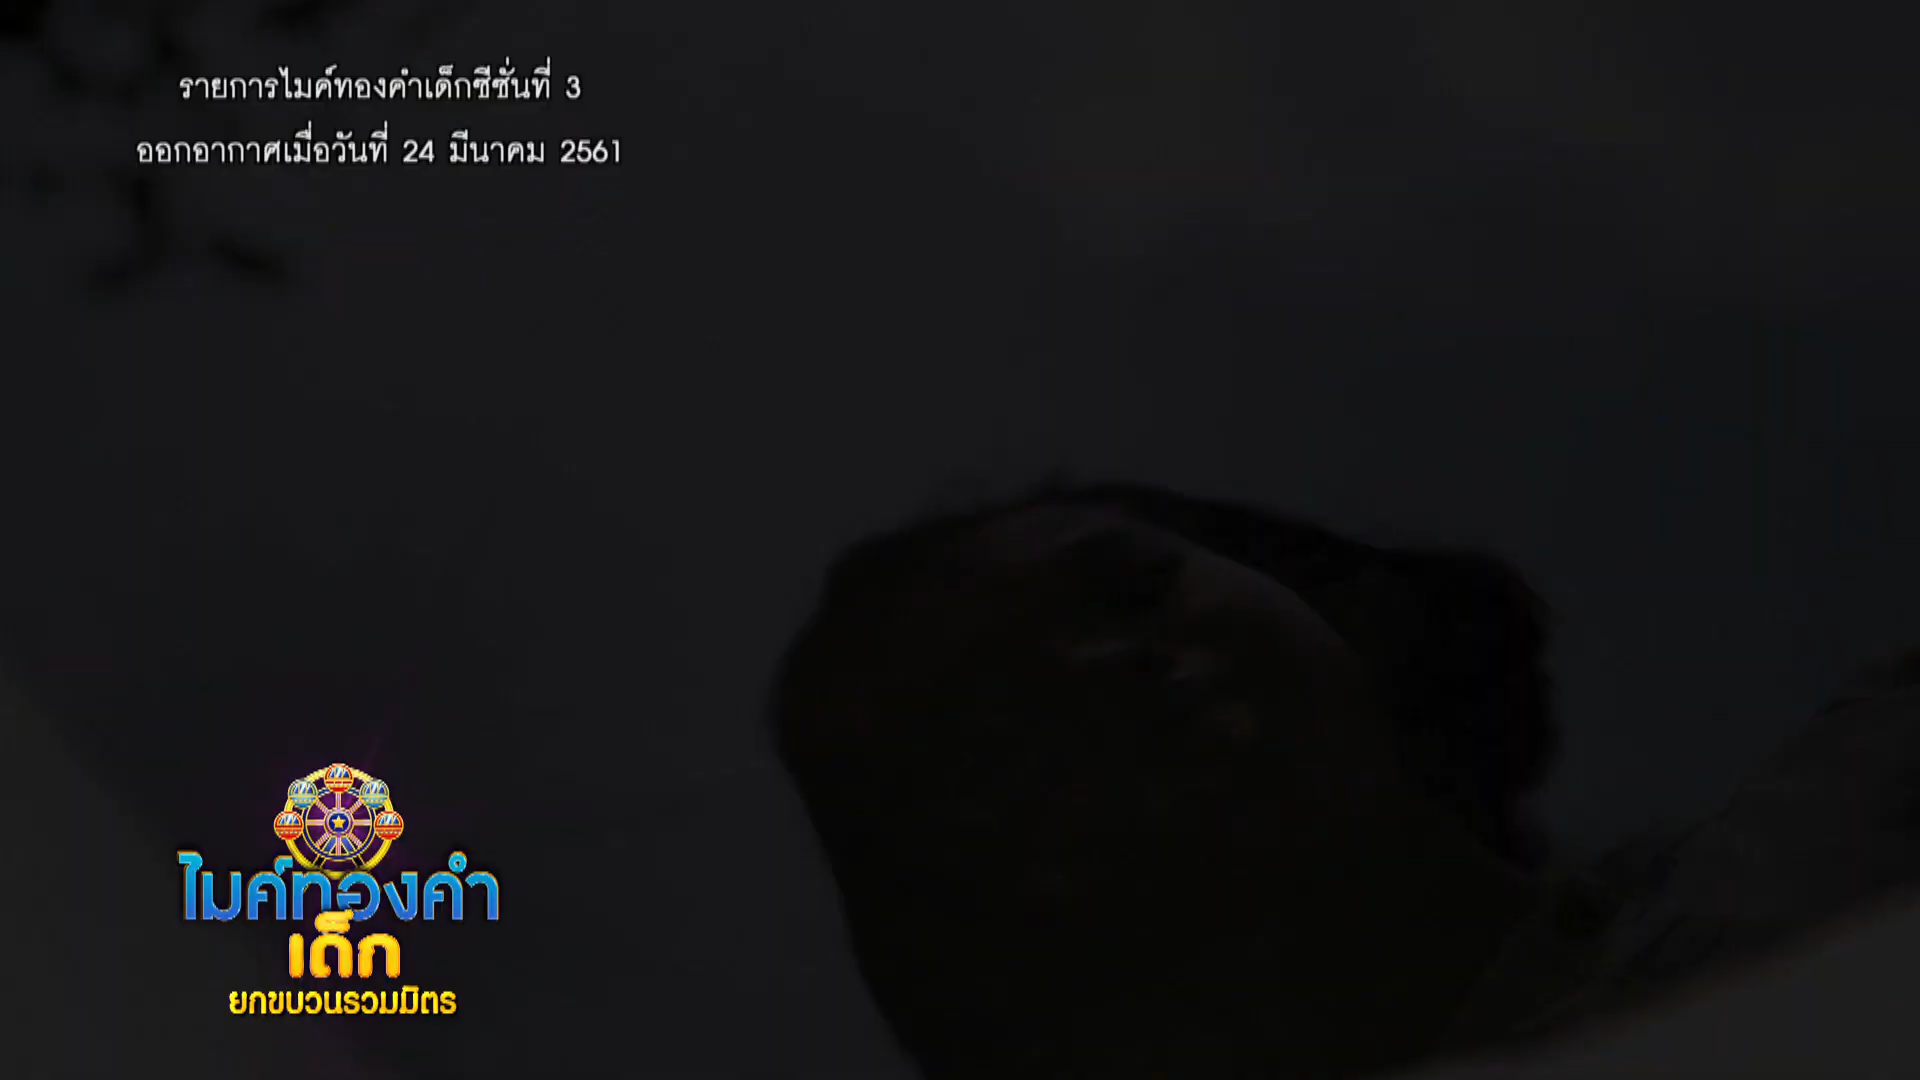 รายการไมค์ทองคำเด็กซีซั่นที่ 3
ออกอากาศเมื่อวันที่ 24 มีนาคม 2561
ไมค์ทองคำ
เด็ก
ยกขบวนรวมมิตร